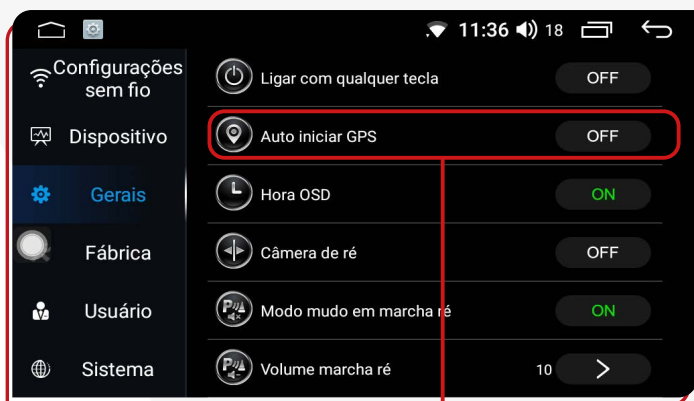 11:36 18
Configurações
sem fio
Dispositivo
Gerais
Fábrica
Usuário
Sistema
Ligar com qualquer tecla OFF
Auto iniciar GPS OFF
Hora OSD ON
Câmera de ré OFF
Modo mudo em marcha ré ON
Volume marcha ré 10 >